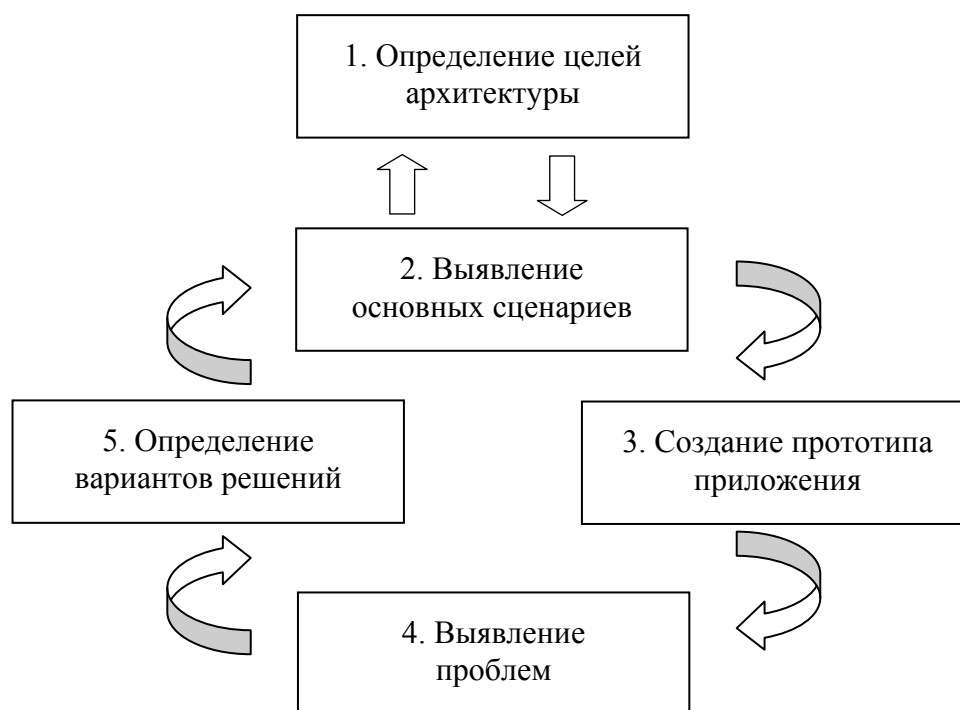 1. Определение целей
архитектуры
2. Выявление
основных сценариев
3. Создание прототипа
приложения
4. Выявление
проблем
5. Определение
вариантов решений